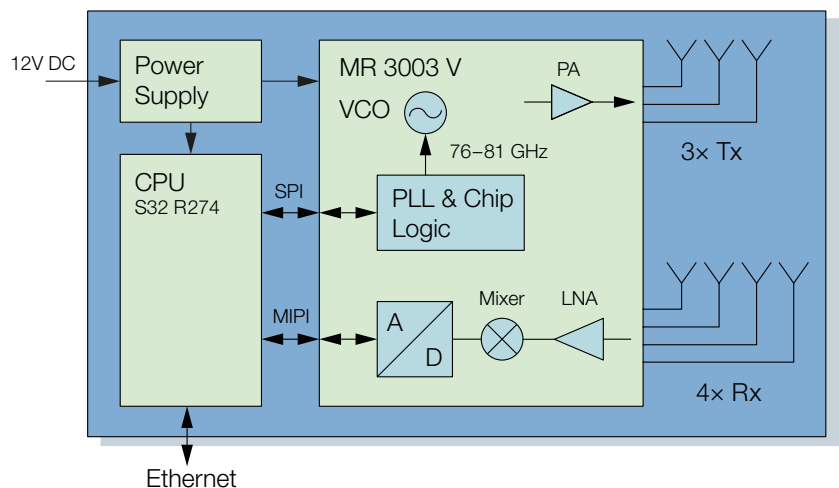 12V DC
Power
Supply
MR 3003 V
VCO
PA
76–81 GHz
3× Tx
CPU
S32 R274
SPI
PLL & Chip
Logic
MIPI
A
D
Mixer
LNA
4× Rx
Ethernet